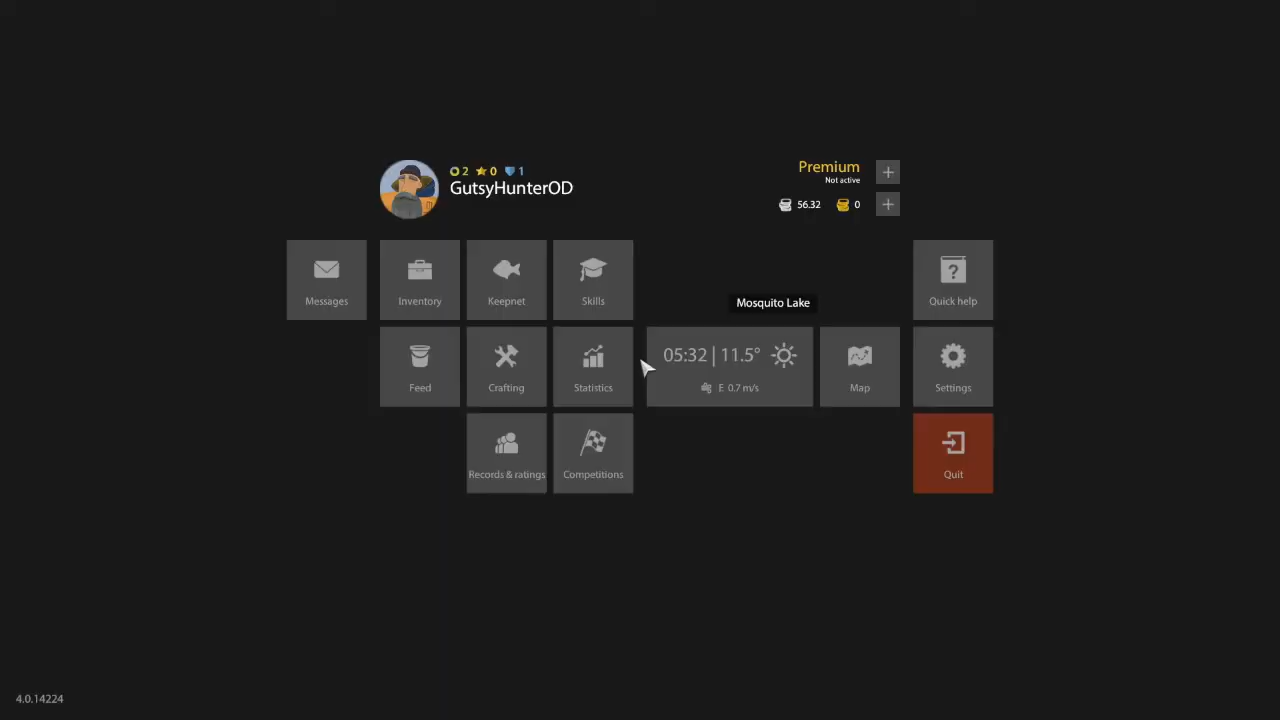 2 0 1
GutsyHunterOD
Premium
Not active
56.32 0
Messages
Inventory
Keepnet
Skills
Mosquito Lake
Quick help
Feed
Crafting
Statistics
05:32 | 11.5°
E 0.7 m/s
Map
Settings
Records & ratings
Competitions
Quit
4.0.14224